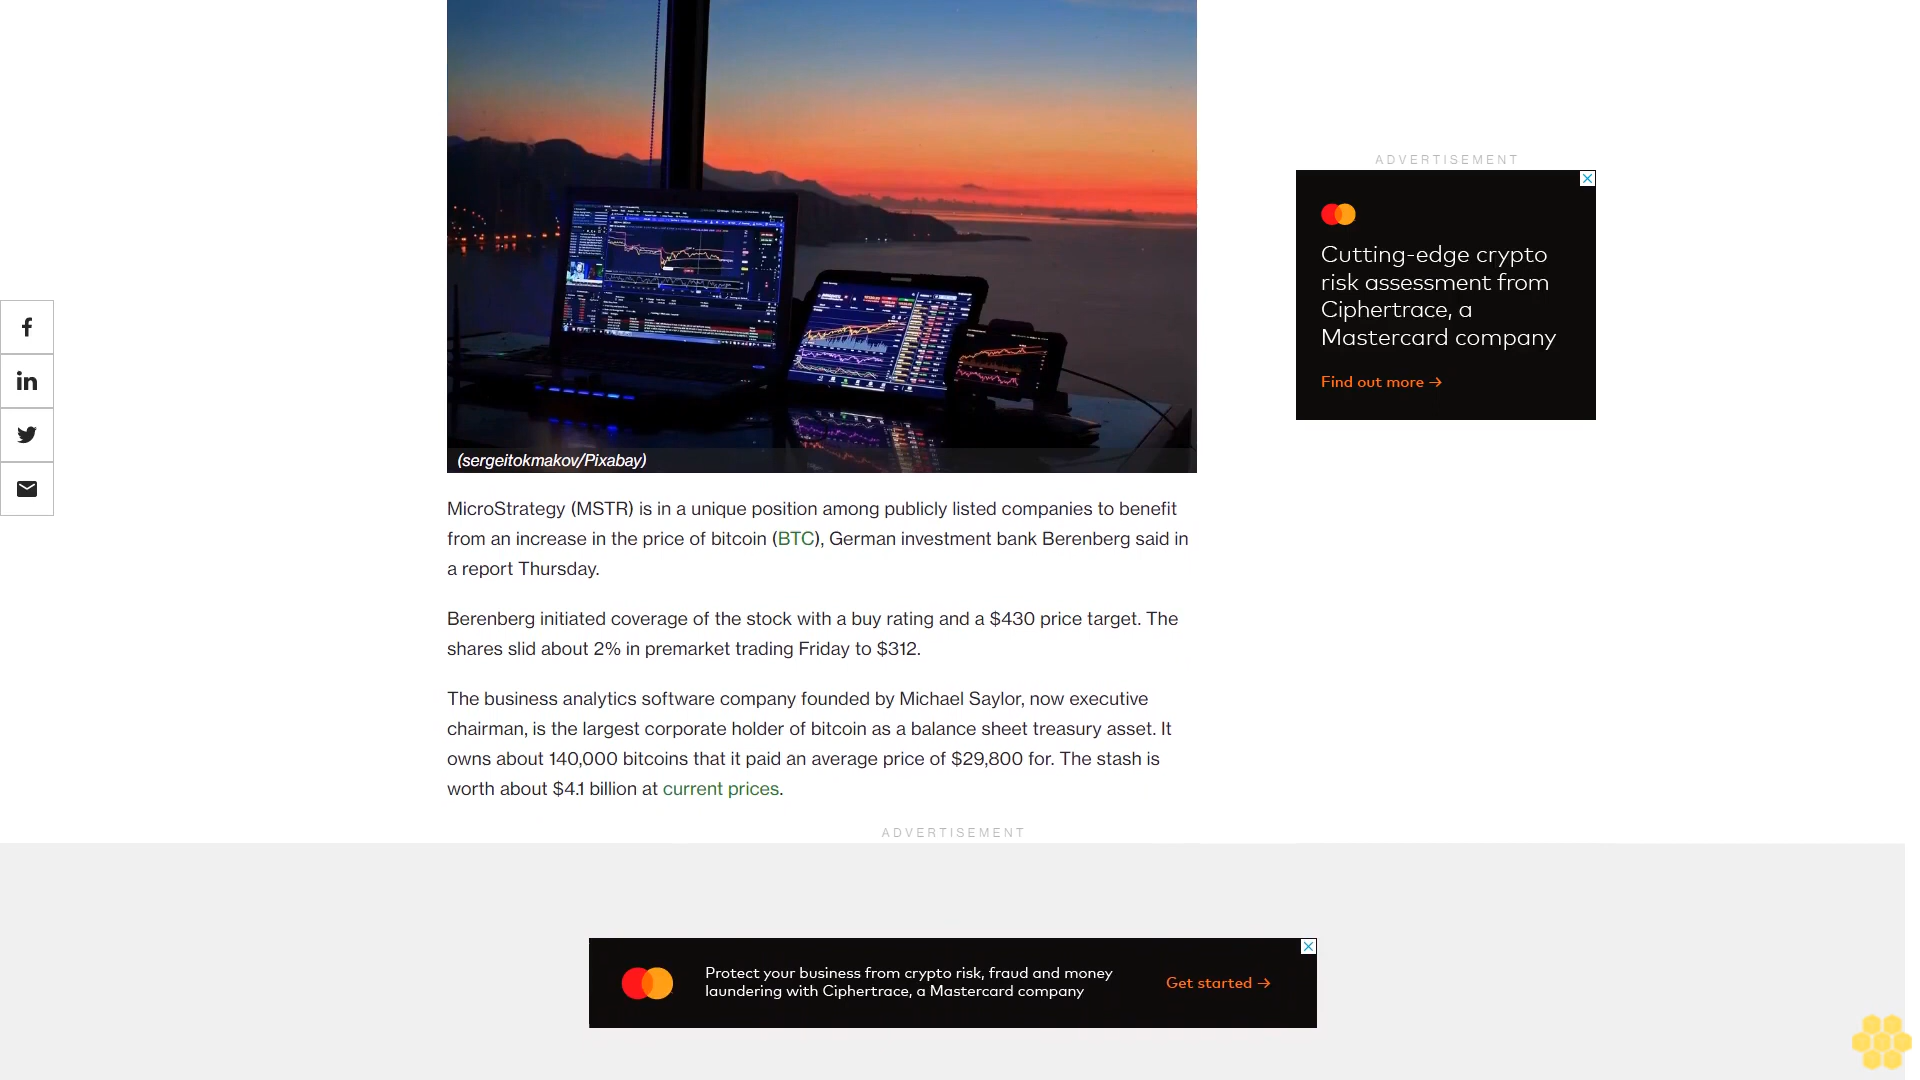 (sergeitokmakov/Pixabay)
ADVERTISEMENT
Cutting-edge crypto
risk assessment from
Ciphertrace, a
Mastercard company
Find out more →
MicroStrategy (MSTR) is in a unique position among publicly listed companies to benefit
from an increase in the price of bitcoin (BTC), German investment bank Berenberg said in
a report Thursday.
Berenberg initiated coverage of the stock with a buy rating and a $430 price target. The
shares slid about 2% in premarket trading Friday to $312.
The business analytics software company founded by Michael Saylor, now executive
chairman, is the largest corporate holder of bitcoin as a balance sheet treasury asset. It
owns about 140,000 bitcoins that it paid an average price of $29,800 for. The stash is
worth about $4.1 billion at current prices.
ADVERTISEMENT
Protect your business from crypto risk, fraud and money
laundering with Ciphertrace, a Mastercard company
Get started →